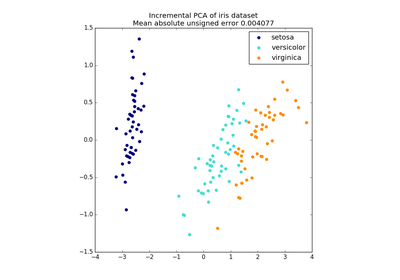 Incremental PCA of iris dataset
Mean absolute unsigned error 0.004077
1.5
setosa
versicolor
virginica
1.0
0.5
0.0
−0.5
−1.0
−1.5
−4 −3 −2 −1 0 1 2 3 4